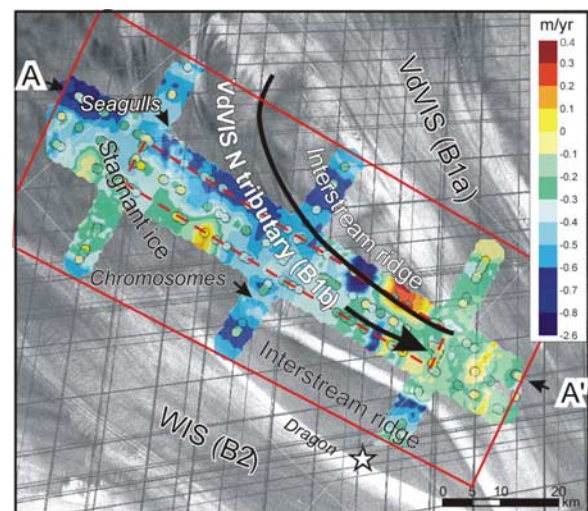 m/yr
0.4
0.3
0.2
0.1
0
-0.1
-0.2
-0.3
-0.4
-0.5
-0.6
-0.7
-0.8
-2.6
A
Seagulls
VdVIS (B1a)
VdVIS N tributary (B1b)
Interstream ridge
Stagnant ice
Chromosomes
A'
Interstream ridge
WIS (B2)
Dragon
0 5 10 20
km